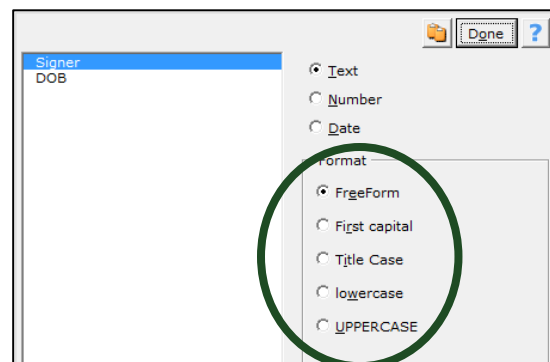 Done ?
Signer
DOB
Text
Number
Date
Format
FreeForm
First capital
Title Case
lowercase
UPPERCASE